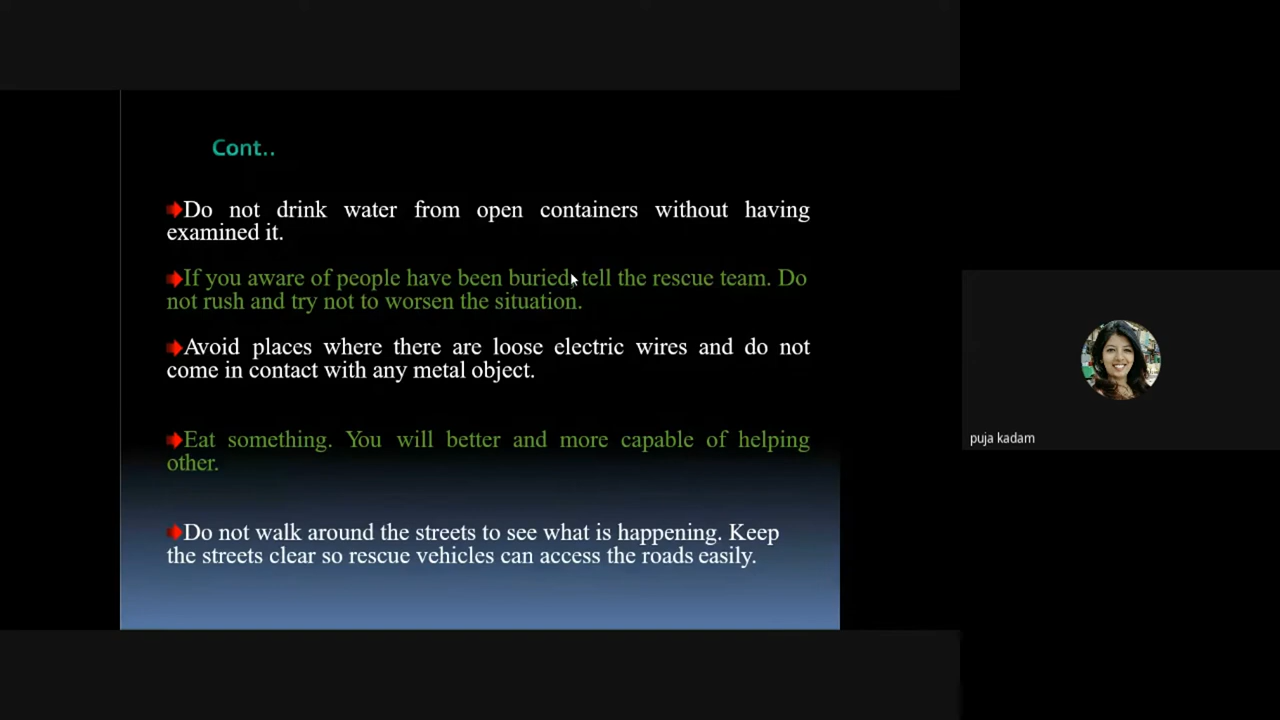 Cont..
Do not drink water from open containers without having
examined it.
If you aware of people have been buried, tell the rescue team. Do
not rush and try not to worsen the situation.
Avoid places where there are loose electric wires and do not
come in contact with any metal object.
Eat something. You will better and more capable of helping
other.
Do not walk around the streets to see what is happening. Keep
the streets clear so rescue vehicles can access the roads easily.
puja kadam